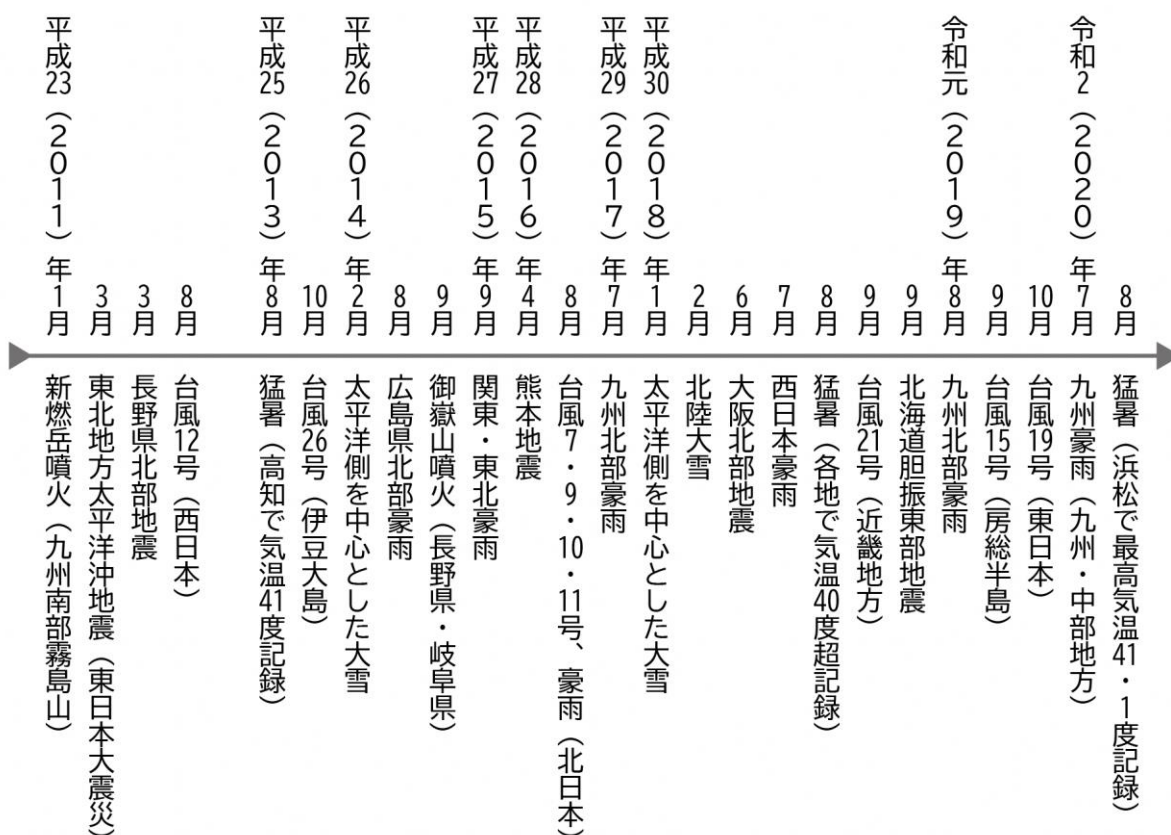 平成23（2011）年1月
新燃岳噴火（九州南部霧島山）
3月
東北地方太平洋沖地震（東日本大震災）
3月
長野県北部地震
8月
台風12号（西日本）
平成25（2013）年8月
猛暑（高知で気温41度記録）
10月
台風26号（伊豆大島）
平成26（2014）年2月
太平洋側を中心とした大雪
8月
広島県北部豪雨
9月
御嶽山噴火（長野県・岐阜県）
平成27（2015）年9月
関東・東北豪雨
平成28（2016）年4月
熊本地震
8月
台風7・9・10・11号、豪雨（北日本）
平成29（2017）年7月
九州北部豪雨
平成30（2018）年1月
太平洋側を中心とした大雪
2月
北陸大雪
6月
大阪北部地震
7月
西日本豪雨
8月
猛暑（各地で気温40度超記録）
9月
台風21号（近畿地方）
9月
北海道胆振東部地震
令和元（2019）年8月
九州北部豪雨
9月
台風15号（房総半島）
10月
台風19号（東日本）
令和2（2020）年7月
九州豪雨（九州・中部地方）
8月
猛暑（浜松で最高気温41・1度記録）